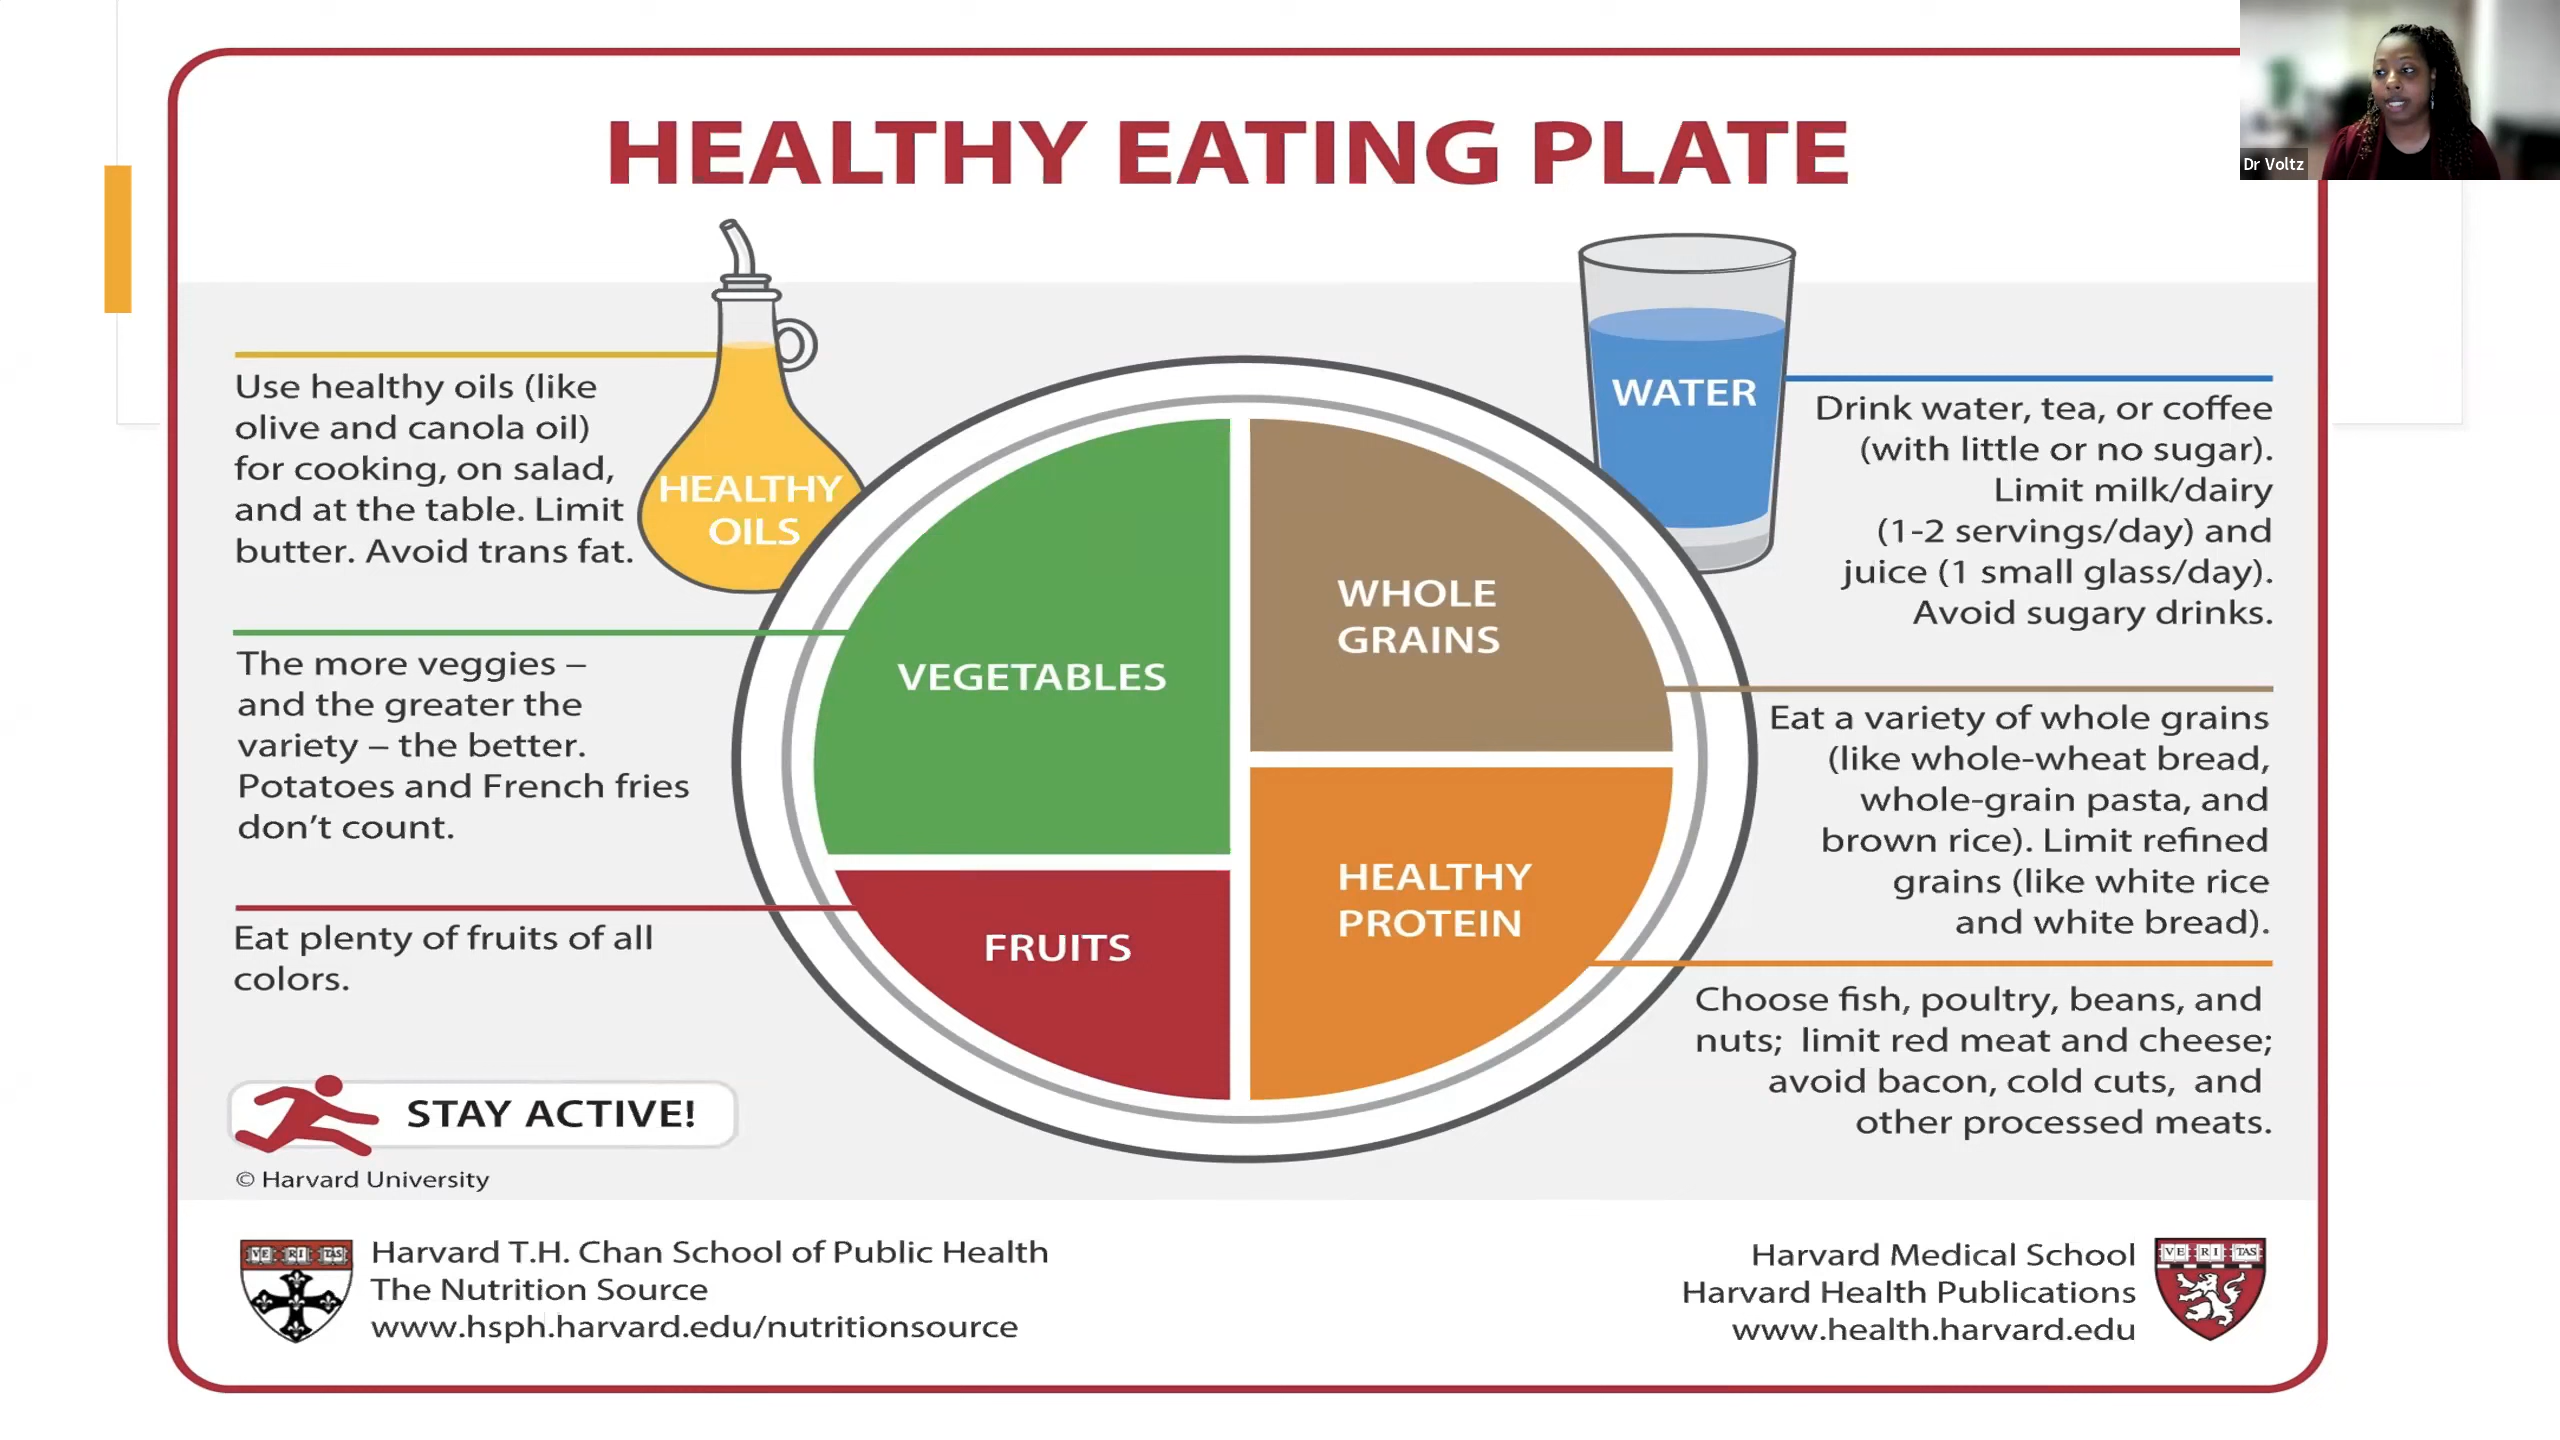 Dr Voltz
HEALTHY EATING PLATE
HEALTHY
OILS
Use healthy oils (like
olive and canola oil)
for cooking, on salad,
and at the table. Limit
butter. Avoid trans fat.
The more veggies –
and the greater the
variety – the better.
Potatoes and French fries
don’t count.
Eat plenty of fruits of all
colors.
VEGETABLES
FRUITS
WHOLE
GRAINS
HEALTHY
PROTEIN
WATER
Drink water, tea, or coffee
(with little or no sugar).
Limit milk/dairy
(1-2 servings/day) and
juice (1 small glass/day).
Avoid sugary drinks.
Eat a variety of whole grains
(like whole-wheat bread,
whole-grain pasta, and
brown rice). Limit refined
grains (like white rice
and white bread).
Choose fish, poultry, beans, and
nuts; limit red meat and cheese;
avoid bacon, cold cuts, and
other processed meats.
STAY ACTIVE!
© Harvard University
VE RI TAS
Harvard T.H. Chan School of Public Health
The Nutrition Source
www.hsph.harvard.edu/nutritionsource
Harvard Medical School
Harvard Health Publications
www.health.harvard.edu
VE RI TAS